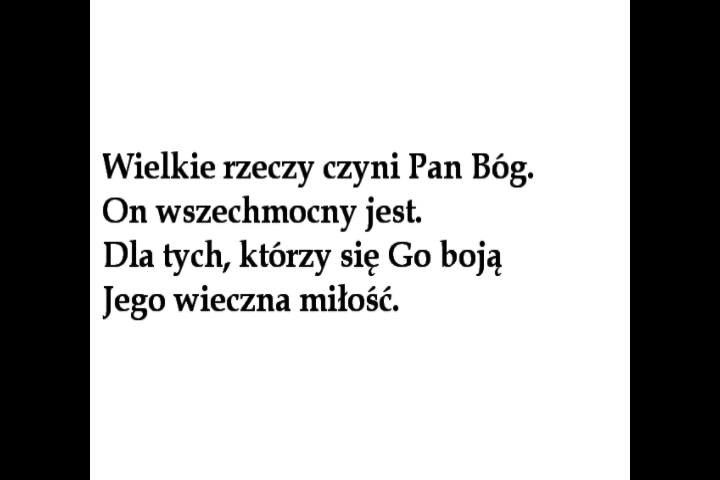 Wielkie rzeczy czyni Pan Bóg.
On wszechmocny jest.
Dla tych, którzy się Go boją
Jego wieczna miłość.